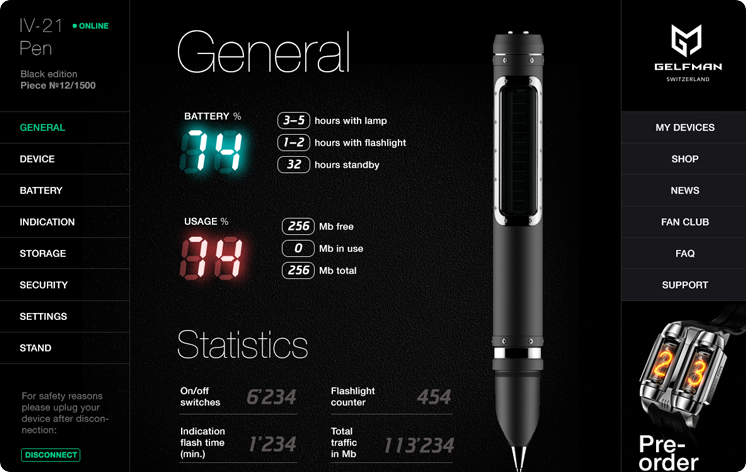 IV-21
ONLINE
Pen
Black edition
Piece №12/1500
GENERAL
DEVICE
BATTERY
INDICATION
STORAGE
SECURITY
SETTINGS
STAND
For safety reasons
please uplug your
device after discon-
nection:
DISCONNECT
General
BATTERY %
74
3–5 hours with lamp
1–2 hours with flashlight
32 hours standby
USAGE %
74
256 Mb free
0 Mb in use
256 Mb total
Statistics
On/off
switches
6'234
Flashlight
counter
454
Indication
flash time
(min.)
1'234
Total
traffic
in Mb
113'234
GELFMAN
SWITZERLAND
MY DEVICES
SHOP
NEWS
FAN CLUB
FAQ
SUPPORT
2 3
Pre-
order